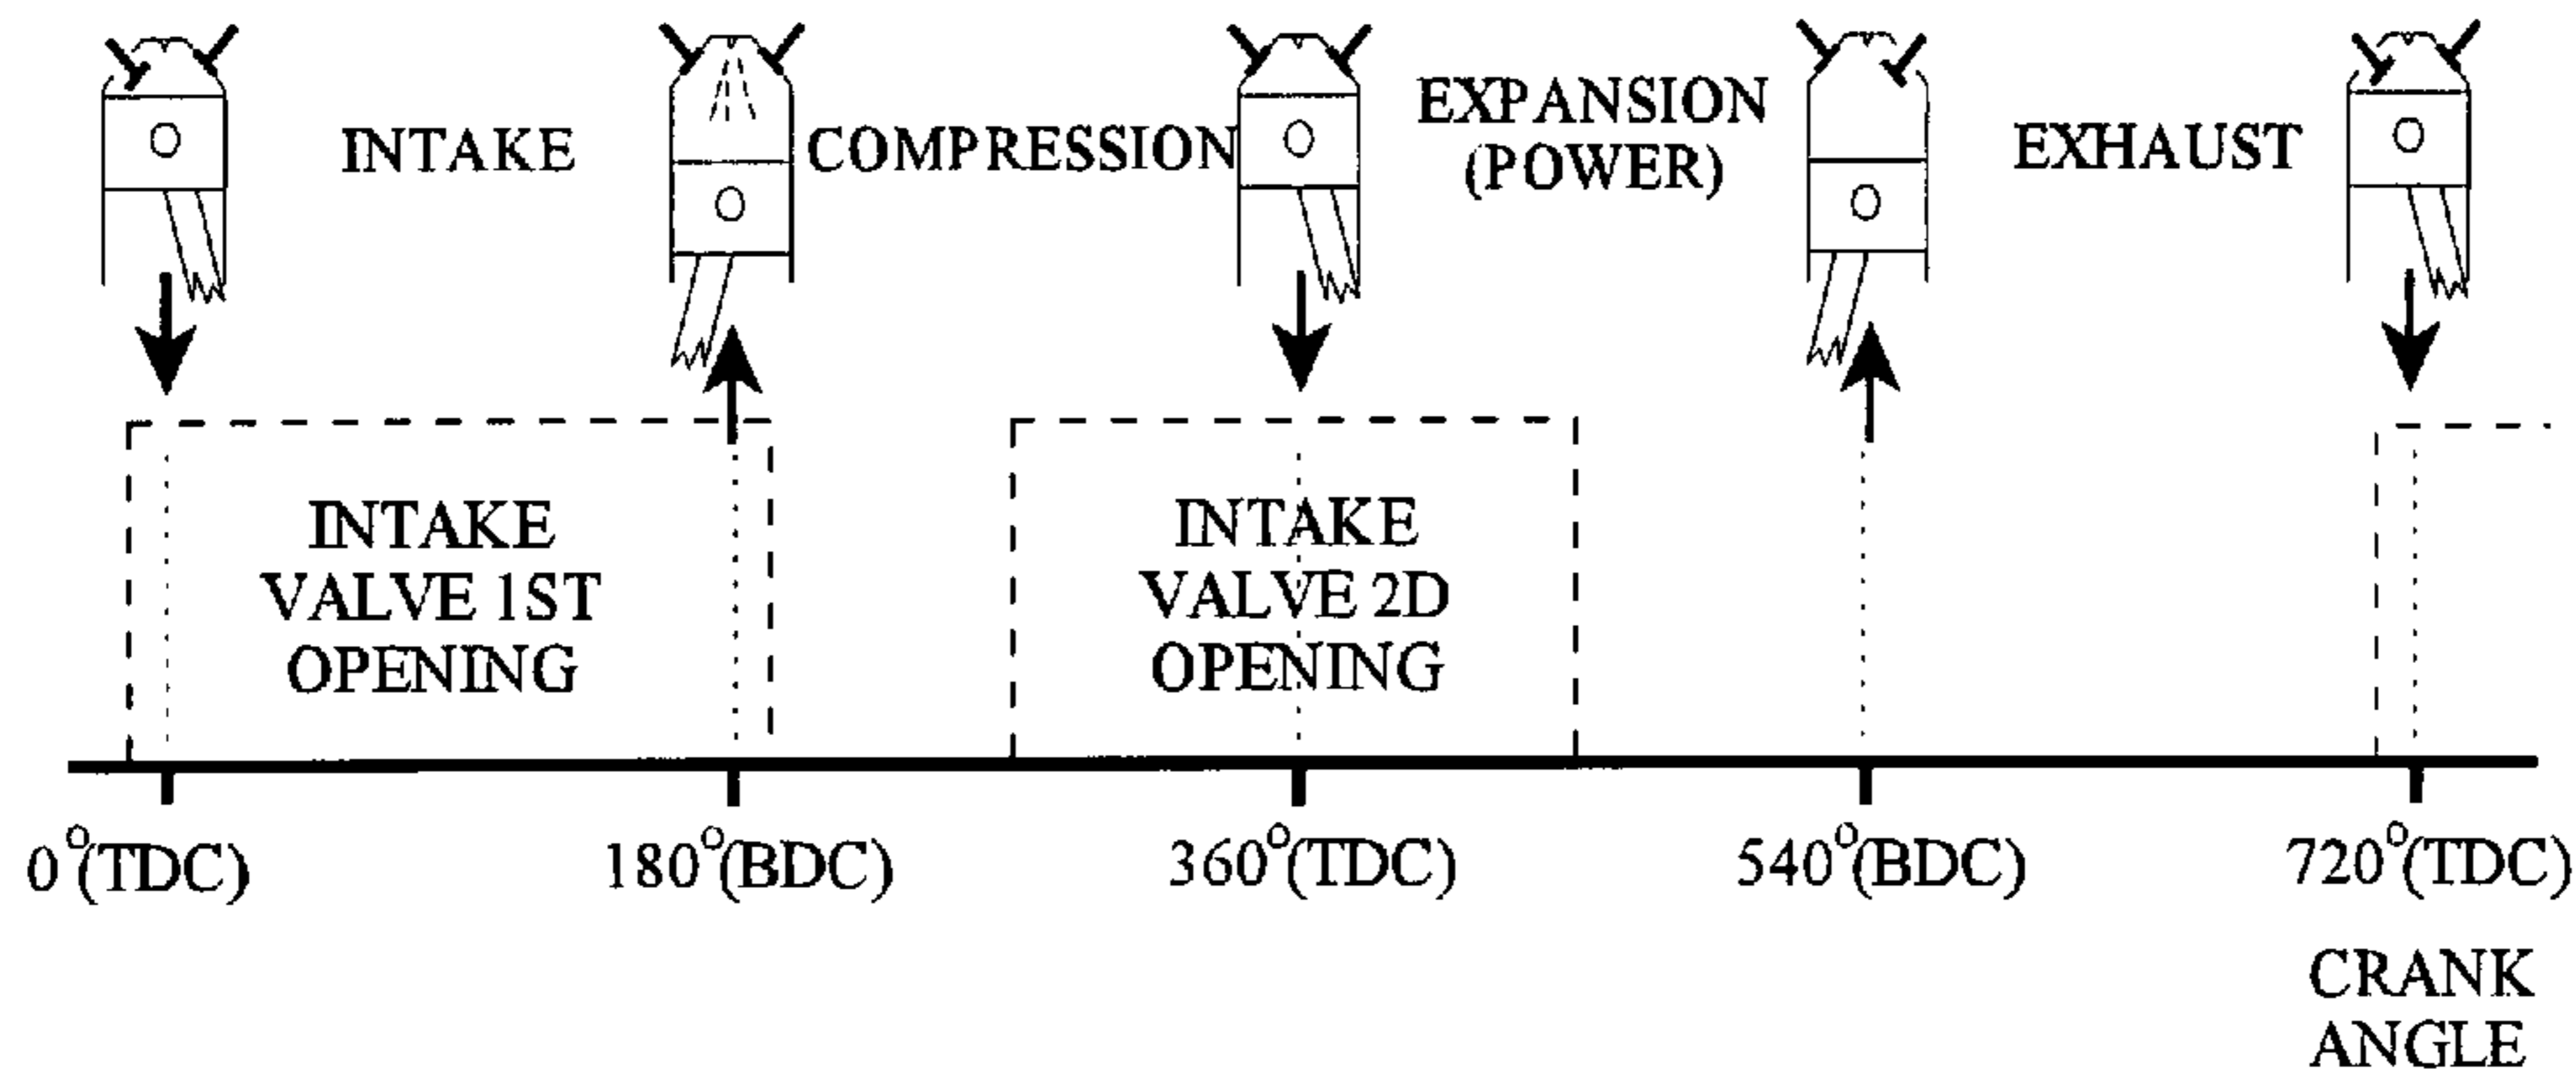 INTAKE
COMPRESSION
EXPANSION
(POWER)
EXHAUST
INTAKE
VALVE 1ST
OPENING
INTAKE
VALVE 2D
OPENING
0°(TDC)
180°(BDC)
360°(TDC)
540°(BDC)
720°(TDC)
CRANK
ANGLE